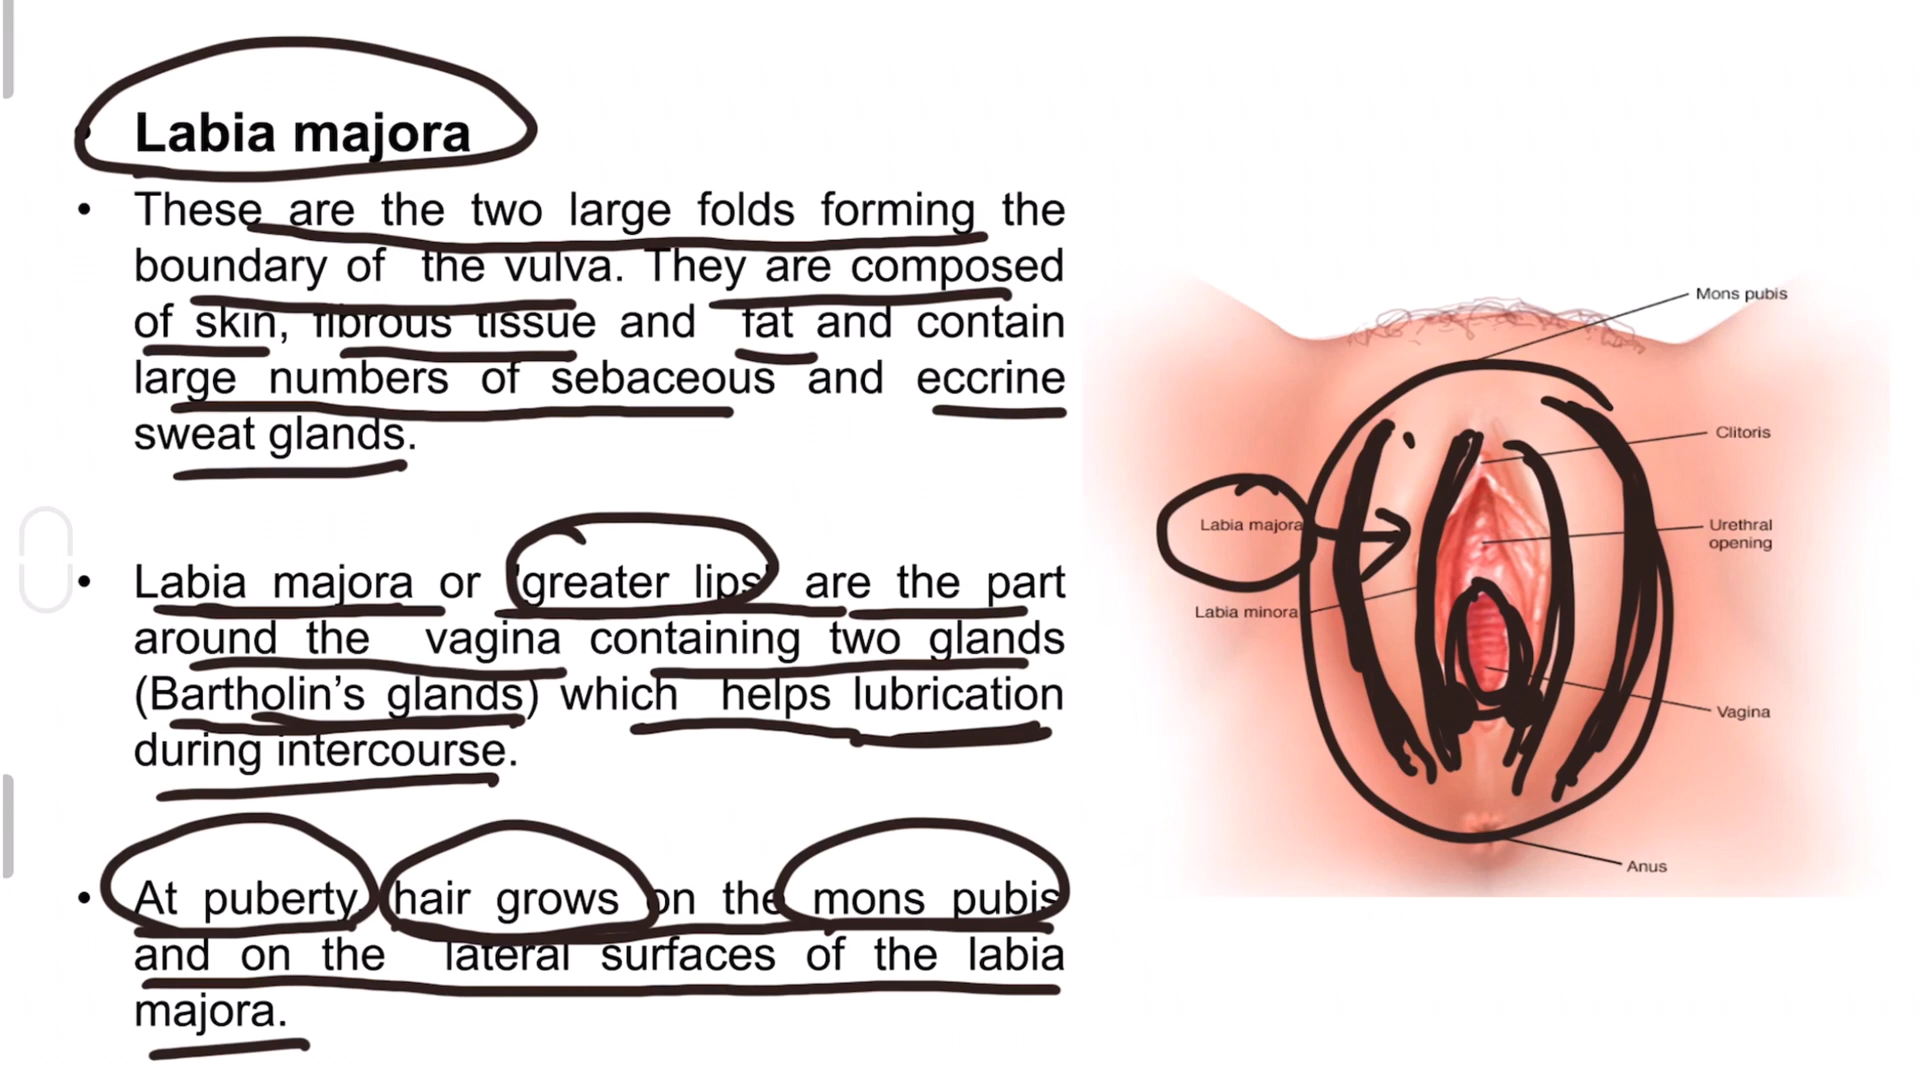 • Labia majora
• These are the two large folds forming the
boundary of the vulva. They are composed
of skin, fibrous tissue and fat and contain
large numbers of sebaceous and eccrine
sweat glands.
• Labia majora or 'greater lips' are the part
around the vagina containing two glands
(Bartholin’s glands) which helps lubrication
during intercourse.
• At puberty, hair grows on the mons pubis
and on the lateral surfaces of the labia
majora.
Mons pubis
Clitoris
Labia majora
Urethral
opening
Labia minora
Vagina
Anus